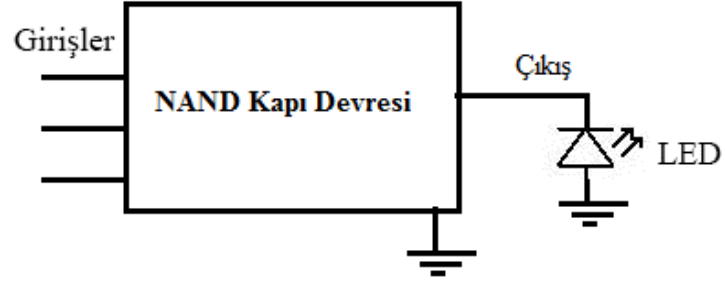 Girişler
NAND Kapı Devresi
Çıkış
LED